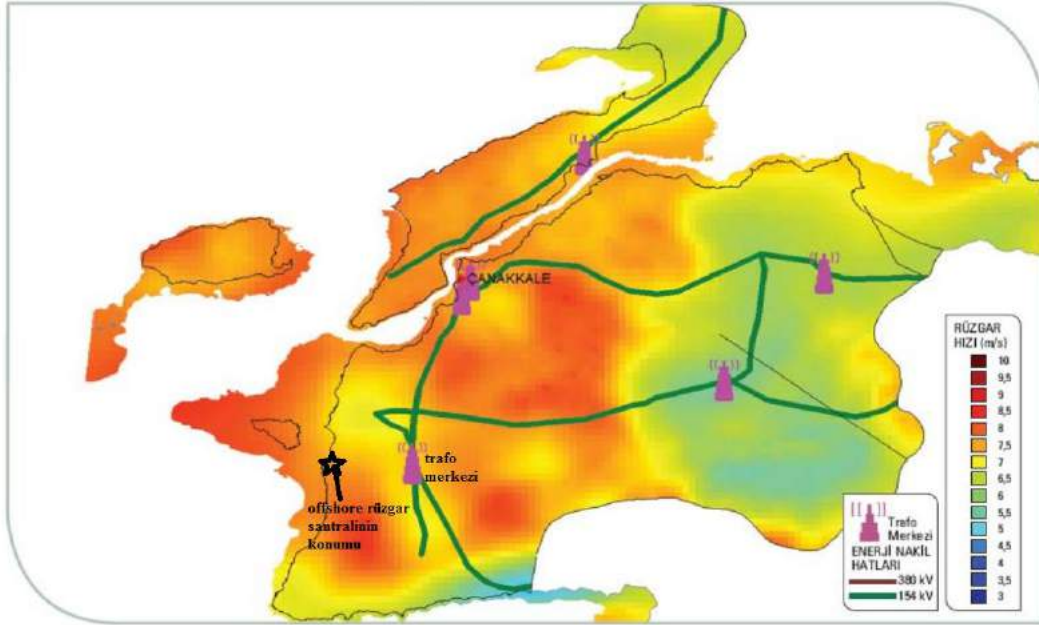 ÇANAKKALE
trafo
merkezi
offshore rüzgar
santralinin
konumu
RÜZGAR
HIZI (m/s)
10
9,5
9
8,5
8
7,5
7
6,5
6
5,5
5
4,5
4
3,5
3
Trafo
Merkezi
ENERJİ NAKİL
HATLARI
380 kV
154 kV